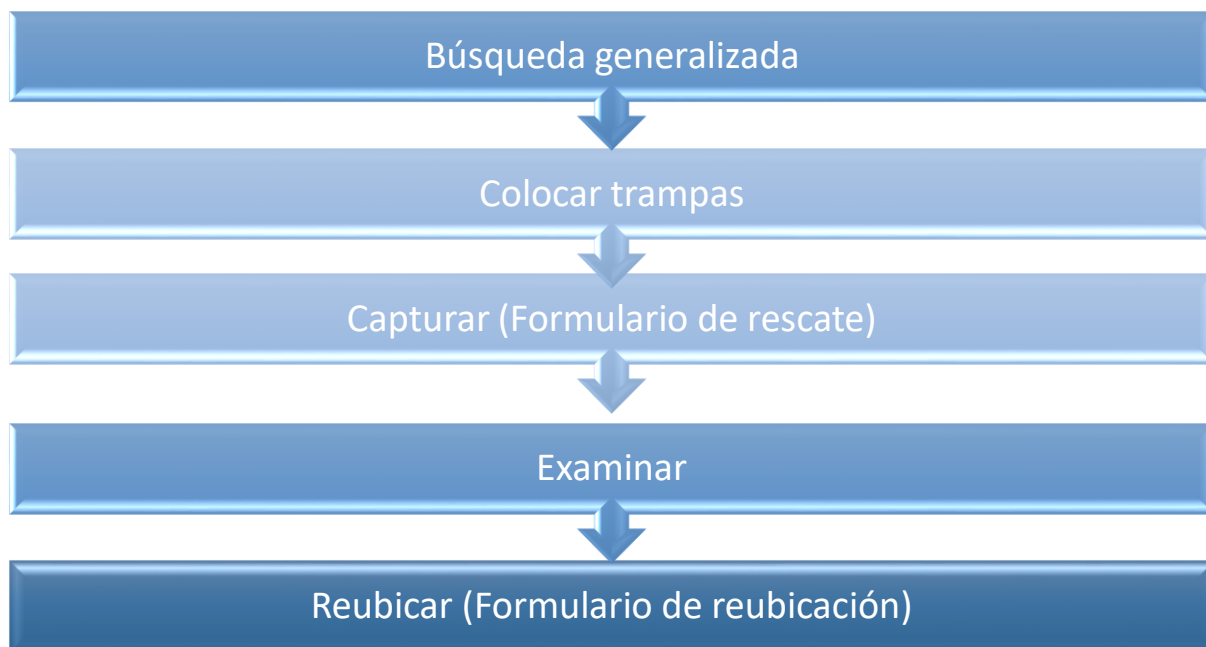 Búsqueda generalizada
Colocar trampas
Capturar (Formulario de rescate)
Examinar
Reubicar (Formulario de reubicación)